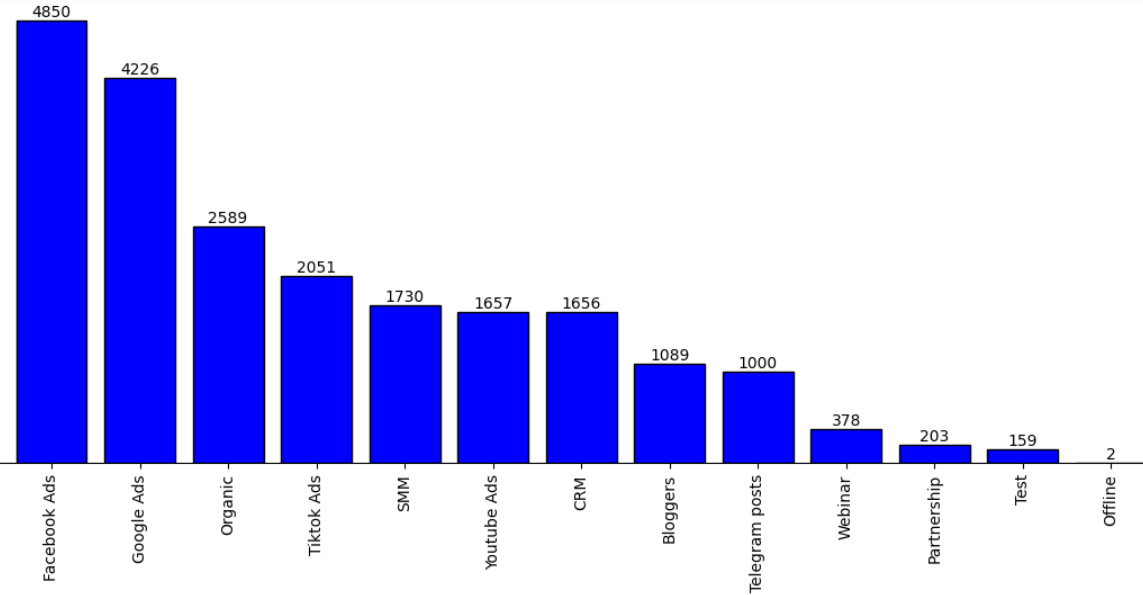 4850
4226
2589
2051
1730
1657
1656
1089
1000
378
203
159
2
Facebook Ads
Google Ads
Organic
Tiktok Ads
SMM
Youtube Ads
CRM
Bloggers
Telegram posts
Webinar
Partnership
Test
Offline